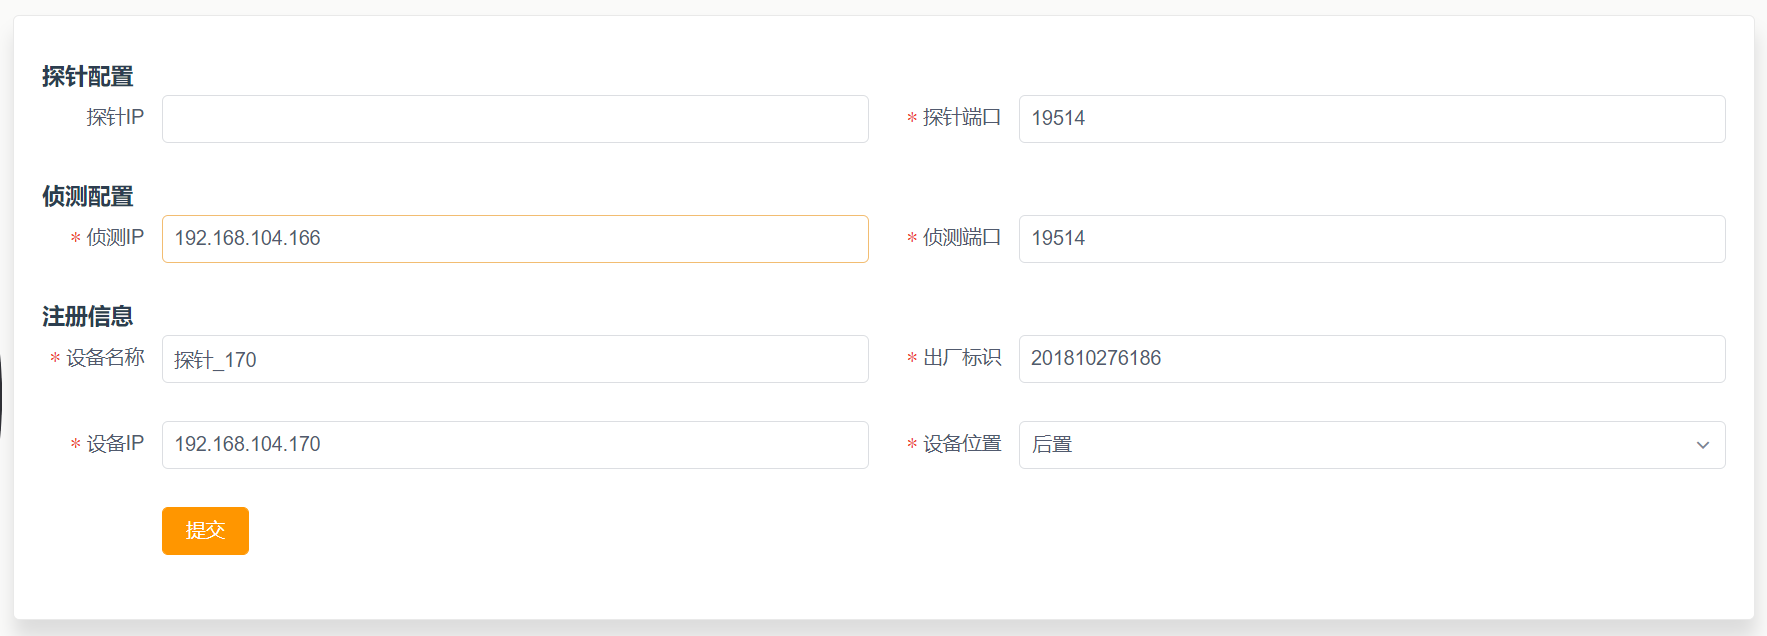 探针配置
探针IP
* 探针端口 19514
侦测配置
* 侦测IP 192.168.104.166
* 侦测端口 19514
注册信息
* 设备名称 探针_170
* 出厂标识 201810276186
* 设备IP 192.168.104.170
* 设备位置 后置
提交